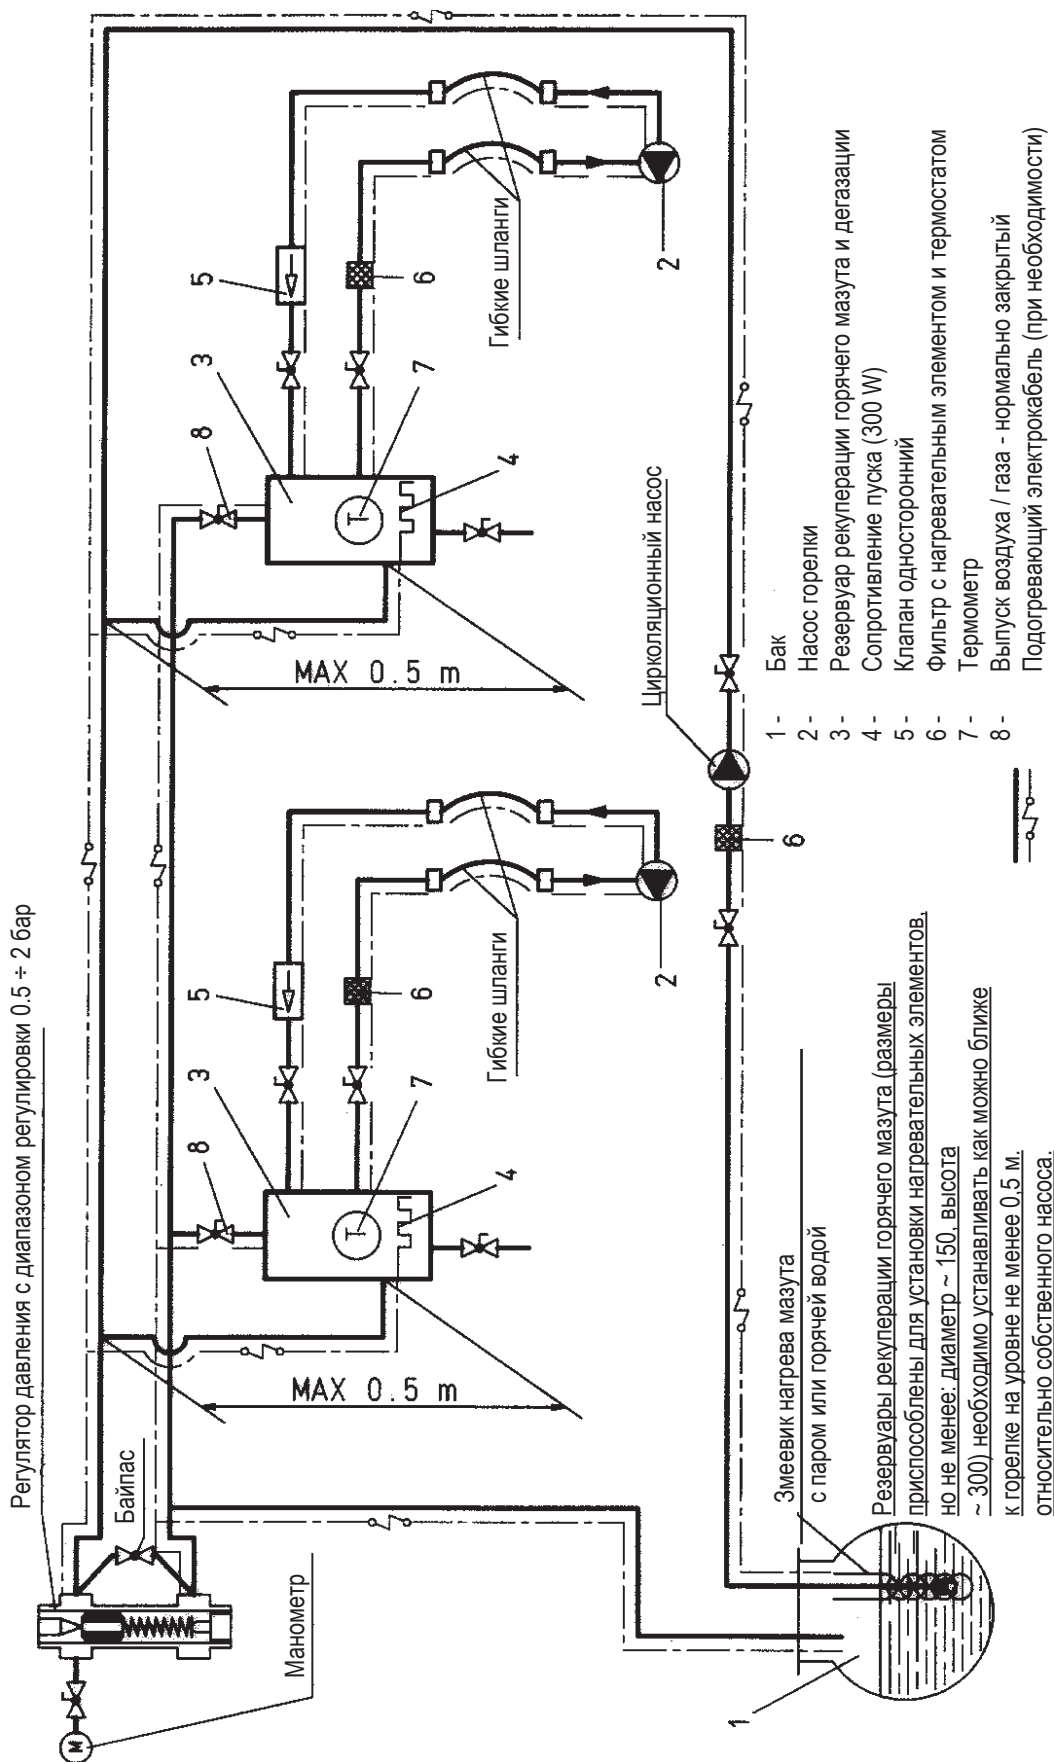 Регулятор давления с диапазоном регулировки 0.5 ÷ 2 бар
Байпас
Манометр
M
MAX 0.5 m
8
3
5
T
7
6
4
Гибкие шланги
2
MAX 0.5 m
8
3
5
T
7
6
4
Гибкие шланги
2
Цирколяционный насос
6
1
Змеевик нагрева мазута
с паром или горячей водой
Резервуары рекуперации горячего мазута (размеры
приспособлены для установки нагревательных элементов,
но не менее: диаметр ~ 150, высота
~ 300) необходимо устанавливать как можно ближе
к горелке на уровне не менее 0,5 м.
относительно собственного насоса.
1 - Бак
2 - Насос горелки
3 - Резервуар рекуперации горячего мазута и дегазации
4 - Сопротивление пуска (300 W)
5 - Клапан односторонний
6 - Фильтр с нагревательным элементом и термостатом
7 - Термометр
8 - Выпуск воздуха / газа - нормально закрытый
Подогревающий электрокабель (при необходимости)